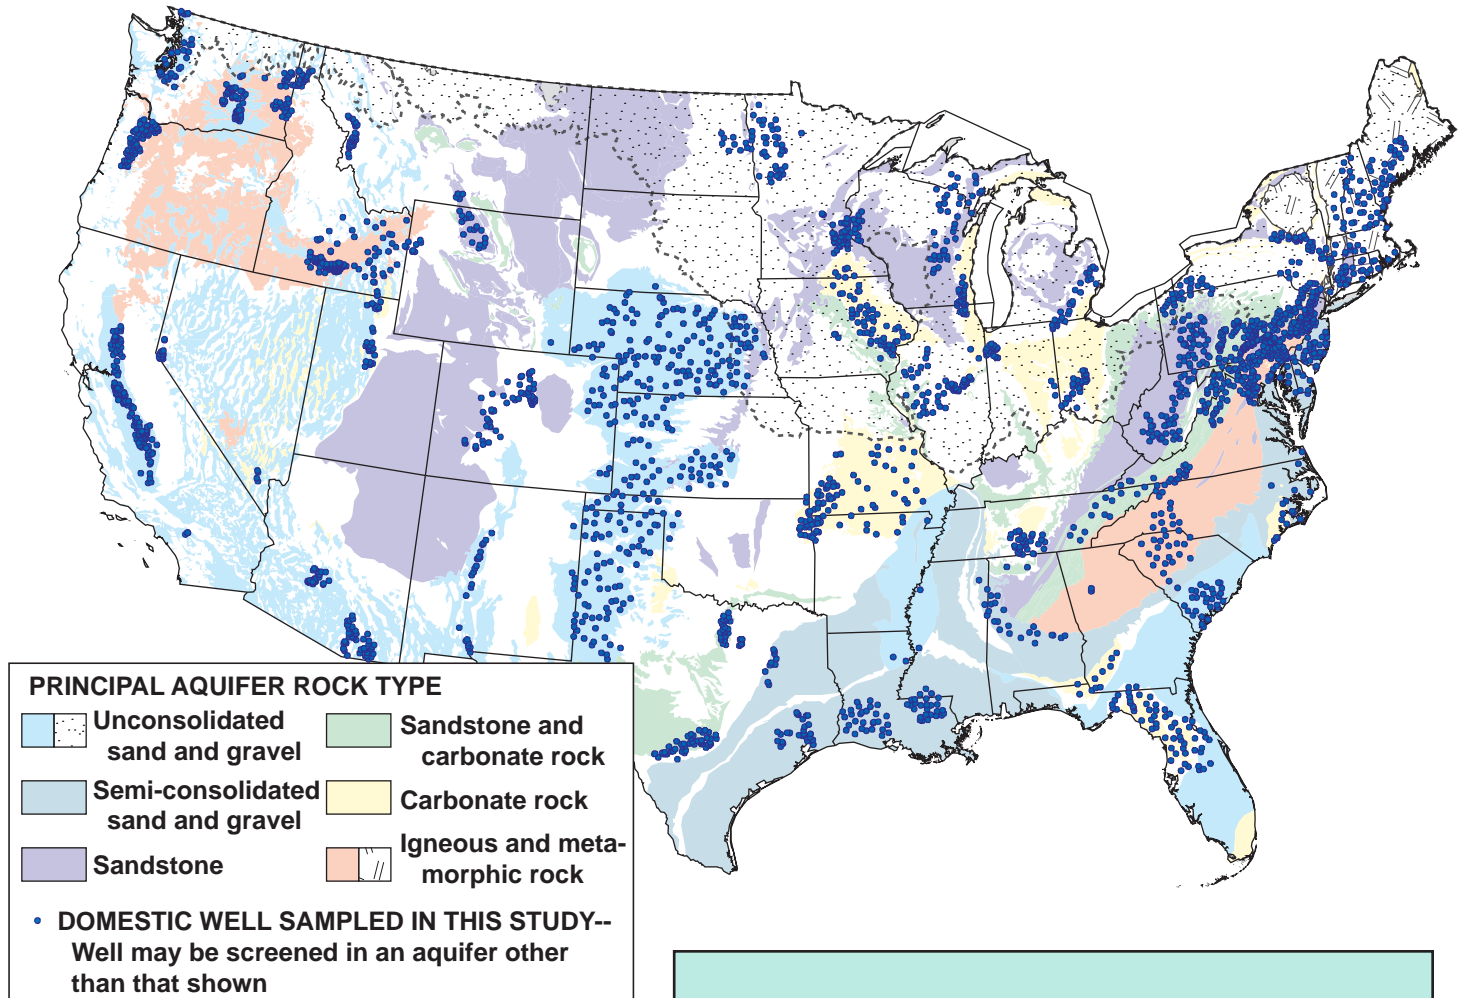 PRINCIPAL AQUIFER ROCK TYPE
Unconsolidated
sand and gravel
Semi-consolidated
sand and gravel
Sandstone
Sandstone and
carbonate rock
Carbonate rock
Igneous and meta-
morphic rock
DOMESTIC WELL SAMPLED IN THIS STUDY--
Well may be screened in an aquifer other
than that shown